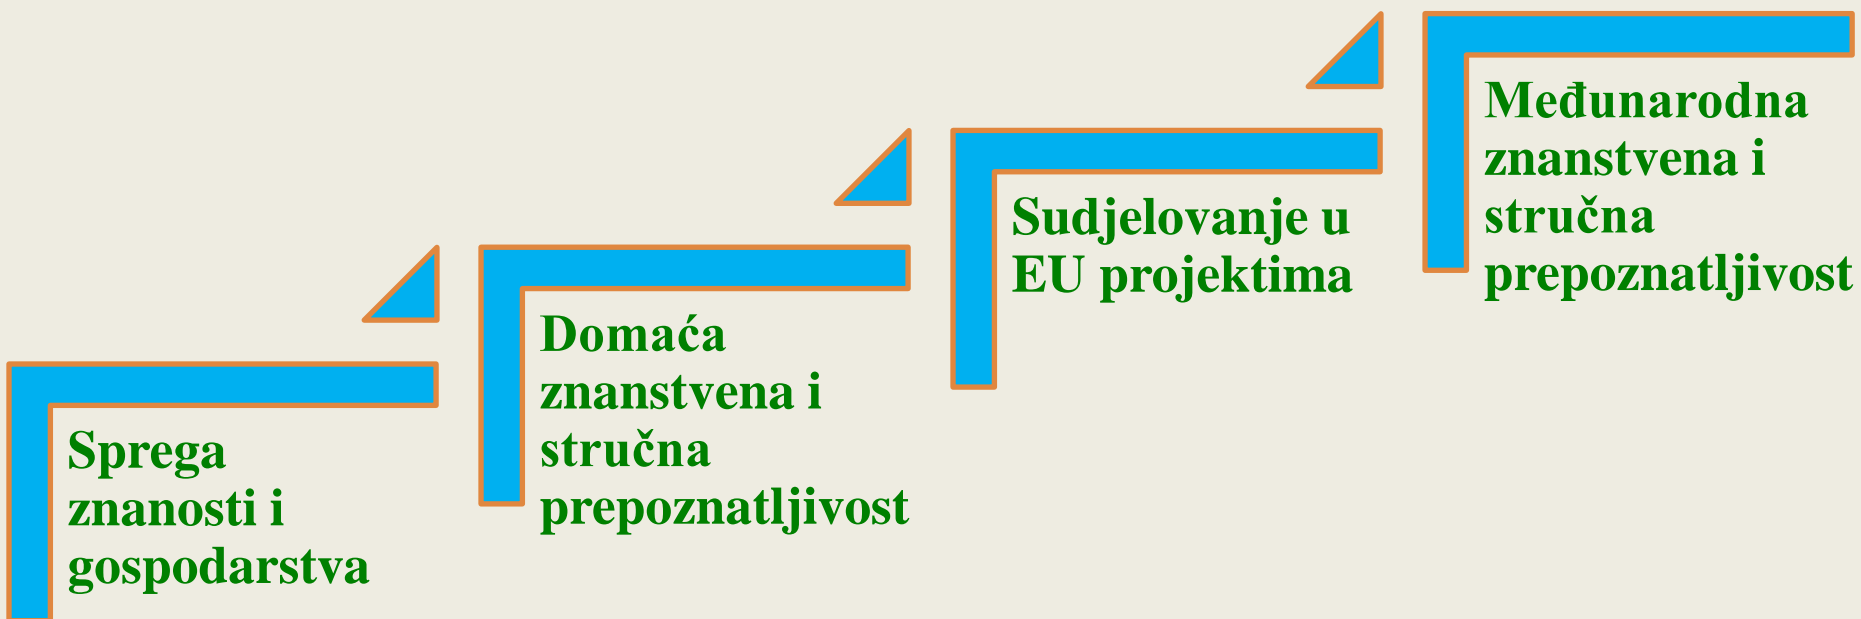 Sprega
znanosti i
gospodarstva
Domaća
znanstvena i
stručna
prepoznatljivost
Sudjelovanje u
EU projektima
Međunarodna
znanstvena i
stručna
prepoznatljivost